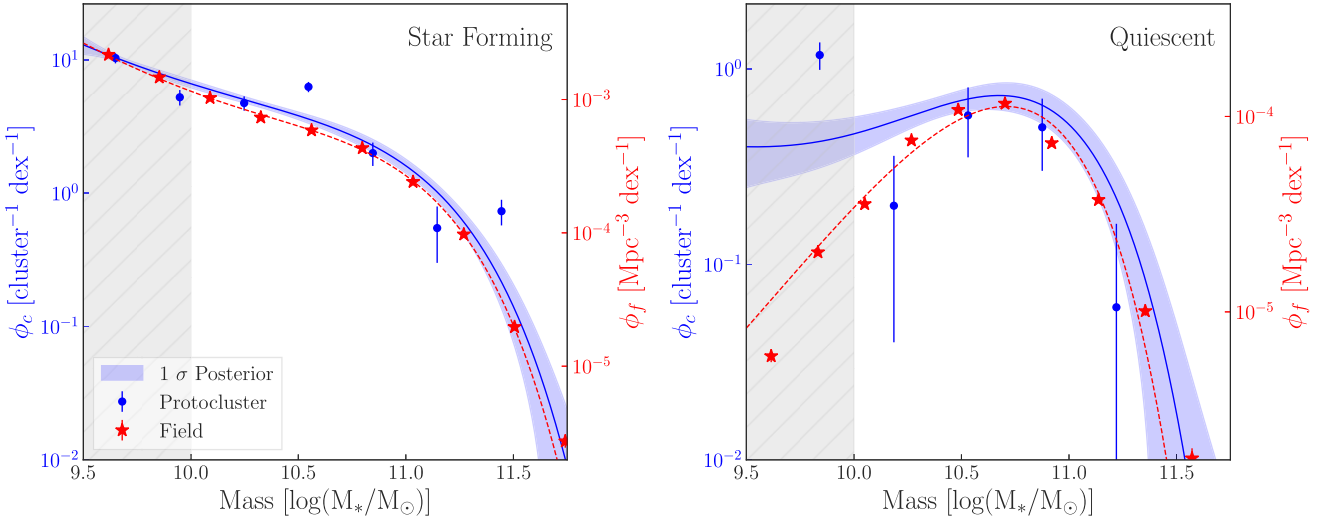 Star Forming
10^1
10^0
10^-1
10^-2
ϕ_c [cluster^-1 dex^-1]
10^-3
10^-4
10^-5
ϕ_f [Mpc^-3 dex^-1]
1 σ Posterior
Protocluster
Field
9.5 10.0 10.5 11.0 11.5
Mass [log(M_*/M_⊙)]
Quiescent
10^0
10^-1
10^-2
ϕ_c [cluster^-1 dex^-1]
10^-4
10^-5
ϕ_f [Mpc^-3 dex^-1]
9.5 10.0 10.5 11.0 11.5
Mass [log(M_*/M_⊙)]